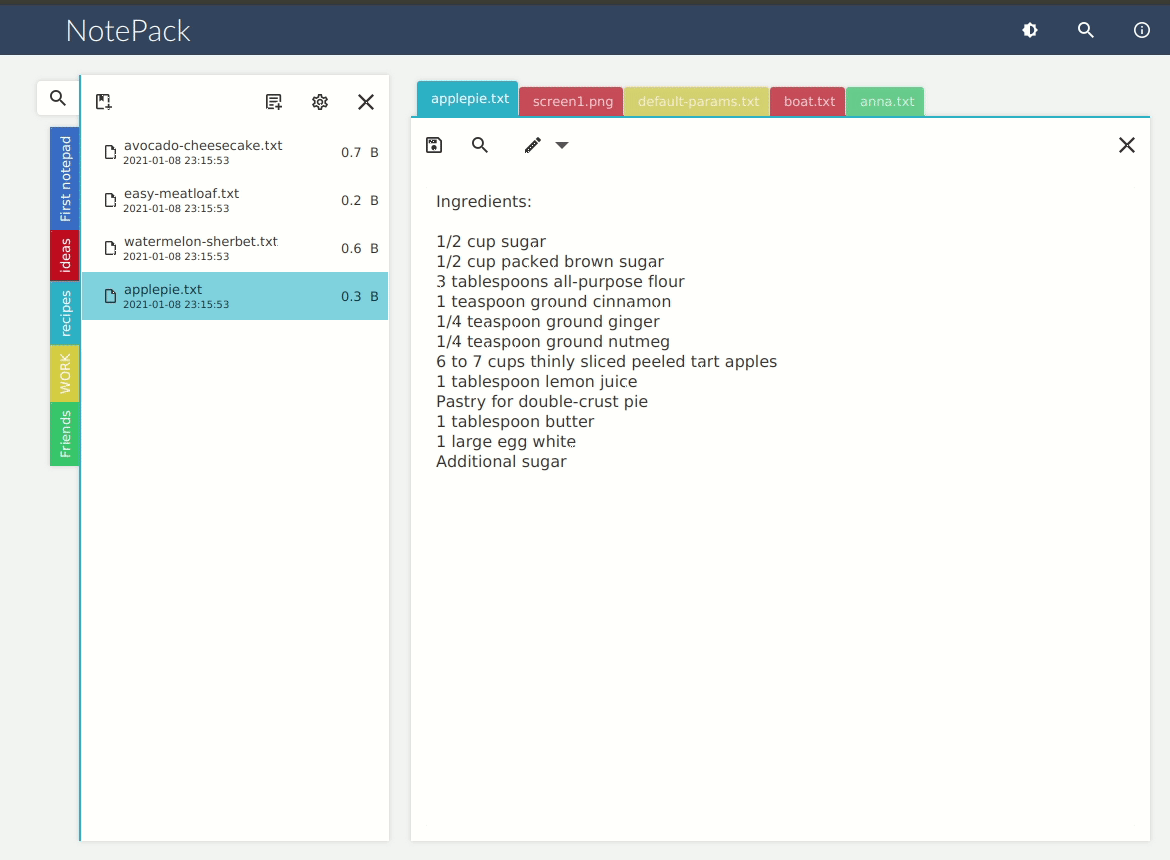 NotePack
First notepad
ideas
recipes
WORK
Friends
avocado-cheesecake.txt
2021-01-08 23:15:53
0.7 B
easy-meatloaf.txt
2021-01-08 23:15:53
0.2 B
watermelon-sherbet.txt
2021-01-08 23:15:53
0.6 B
applepie.txt
2021-01-08 23:15:53
0.3 B
applepie.txt
screen1.png
default-params.txt
boat.txt
anna.txt
Ingredients:
1/2 cup sugar
1/2 cup packed brown sugar
3 tablespoons all-purpose flour
1 teaspoon ground cinnamon
1/4 teaspoon ground ginger
1/4 teaspoon ground nutmeg
6 to 7 cups thinly sliced peeled tart apples
1 tablespoon lemon juice
Pastry for double-crust pie
1 tablespoon butter
1 large egg white
Additional sugar